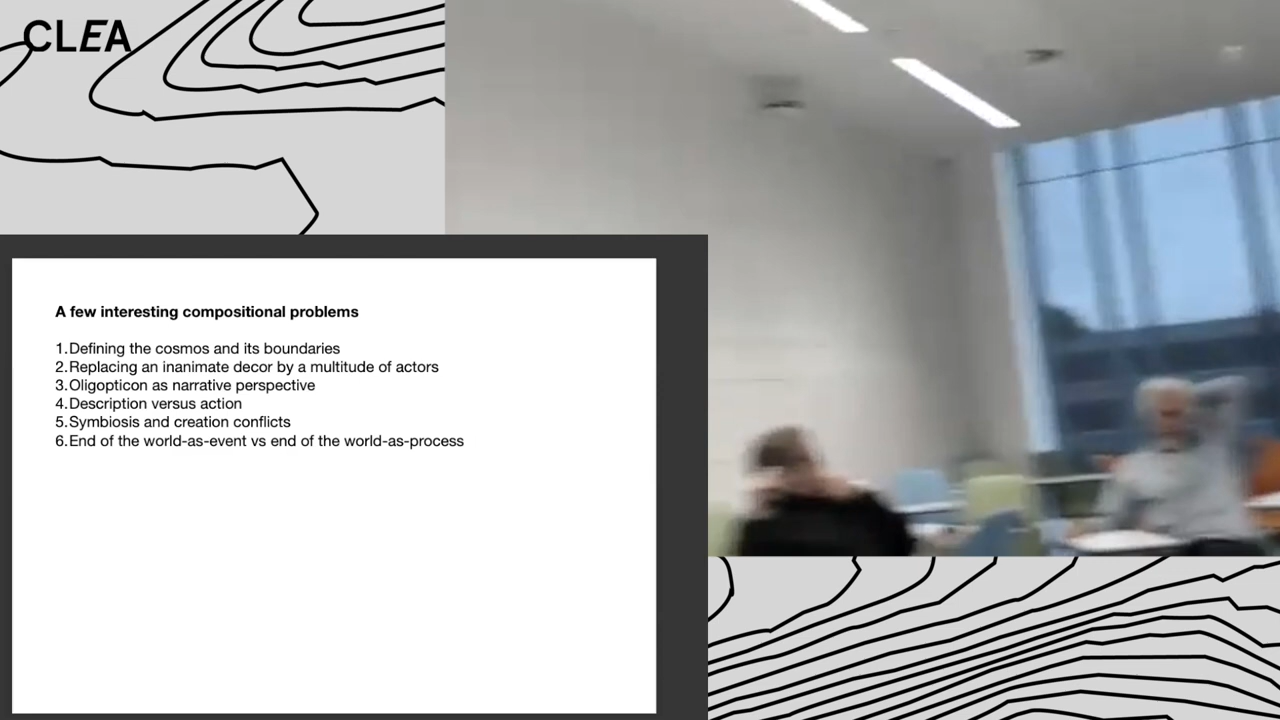 CLEA
A few interesting compositional problems
1.Defining the cosmos and its boundaries
2.Replacing an inanimate decor by a multitude of actors
3.Oligopticon as narrative perspective
4.Description versus action
5.Symbiosis and creation conflicts
6.End of the world-as-event vs end of the world-as-process